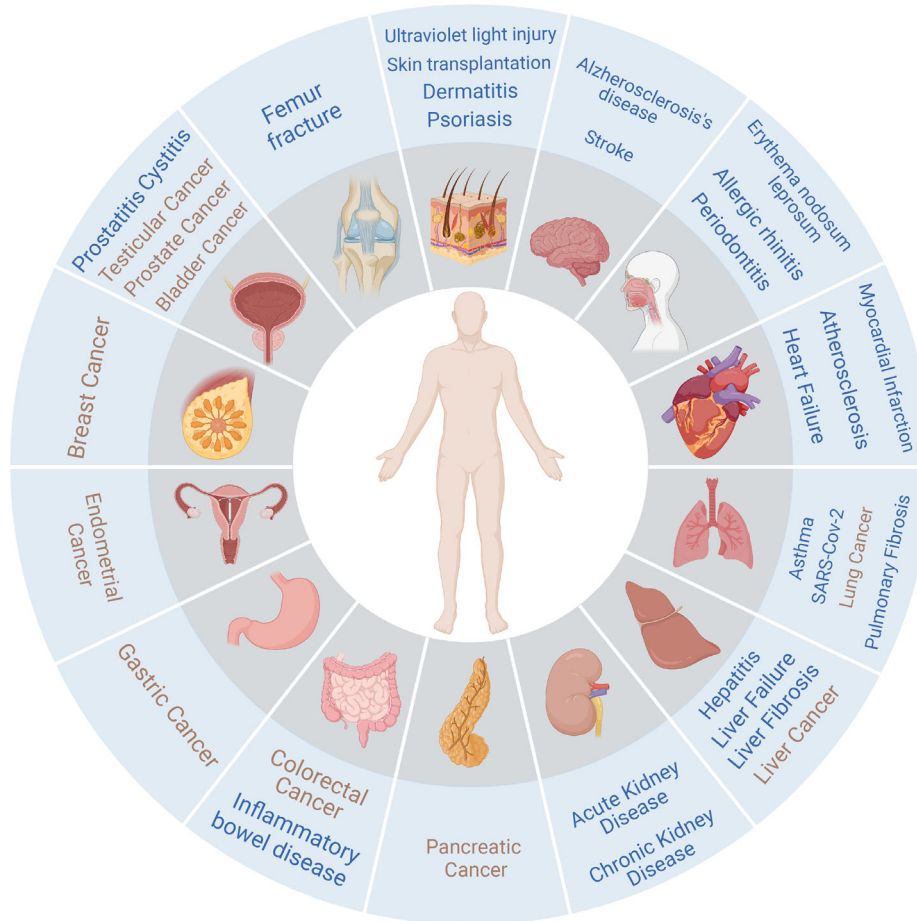 Ultraviolet light injury
Skin transplantation
Dermatitis
Psoriasis
Alzherosclerosis's
disease
Stroke
Erythema nodosum
leprosum
Allergic rhinitis
Periodontitis
Myocardial Infarction
Atherosclerosis
Heart Failure
Asthma
SARS-Cov-2
Lung Cancer
Pulmonary Fibrosis
Hepatitis
Liver Failure
Liver Fibrosis
Liver Cancer
Acute Kidney
Disease
Chronic Kidney
Disease
Pancreatic
Cancer
Colorectal
Cancer
Inflammatory
bowel disease
Gastric Cancer
Endometrial
Cancer
Breast Cancer
Prostatitis Cystitis
Testicular Cancer
Prostate Cancer
Bladder Cancer
Femur
fracture